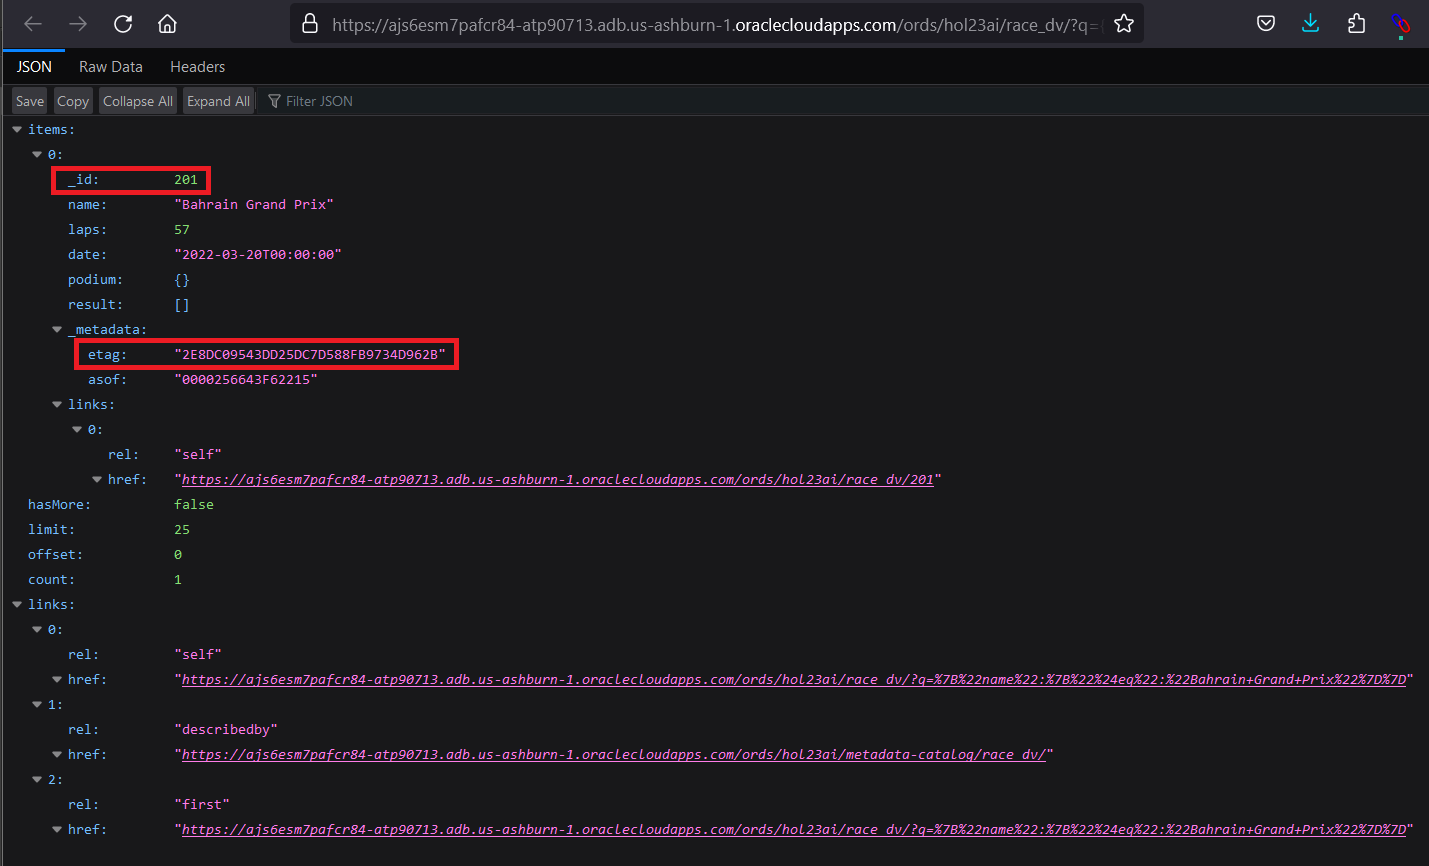 https://ajs6esm7pafcr84-atp90713.adb.us-ashburn-1.oraclecloudapps.com/ords/hol23ai/race_dv/?q=
JSON Raw Data Headers
Save Copy Collapse All Expand All Filter JSON
items:
0:
_id: 201
name: "Bahrain Grand Prix"
laps: 57
date: "2022-03-20T00:00:00"
podium: {}
result: []
_metadata:
etag: "2E8DC09543DD25DC7D588FB9734D962B"
asof: "0000256643F62215"
links:
0:
rel: "self"
href: "https://ajs6esm7pafcr84-atp90713.adb.us-ashburn-1.oraclecloudapps.com/ords/hol23ai/race_dv/201"
hasMore: false
limit: 25
offset: 0
count: 1
links:
0:
rel: "self"
href: "https://ajs6esm7pafcr84-atp90713.adb.us-ashburn-1.oraclecloudapps.com/ords/hol23ai/race_dv/?q=%7B%22name%22:%7B%22%24eq%22:%22Bahrain+Grand+Prix%22%7D%7D"
1:
rel: "describedby"
href: "https://ajs6esm7pafcr84-atp90713.adb.us-ashburn-1.oraclecloudapps.com/ords/hol23ai/metadata-catalog/race_dv/"
2:
rel: "first"
href: "https://ajs6esm7pafcr84-atp90713.adb.us-ashburn-1.oraclecloudapps.com/ords/hol23ai/race_dv/?q=%7B%22name%22:%7B%22%24eq%22:%22Bahrain+Grand+Prix%22%7D%7D"